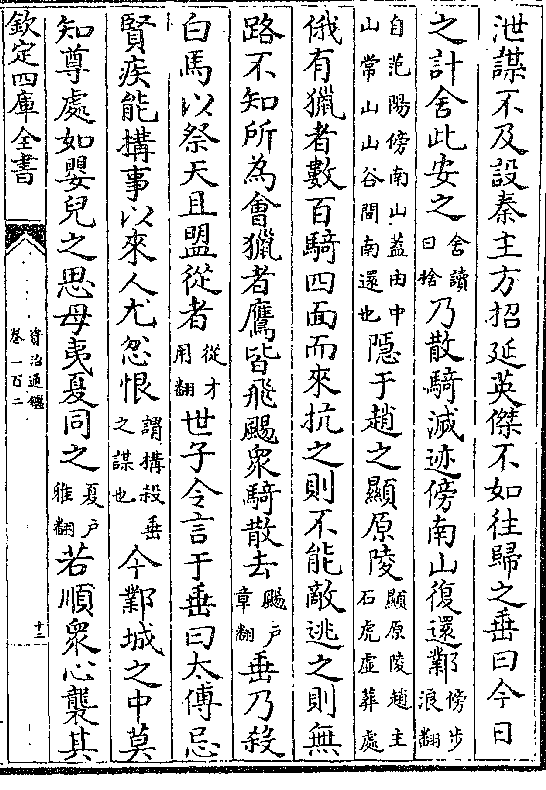 泄謀不及設秦主方招延英傑不如往歸之垂曰今日
之計舍此安之舍讀曰捨乃散騎滅迹傍南山復還鄴傍步浪翻
自范陽傍南山葢由中山常山山谷間南還也隱于趙之顯原陵顯原陵趙主石虎虛葬處
俄有獵者數百騎四面而來抗之則不能敵逃之則無
路不知所為會獵者鷹皆飛颺衆騎散去颺戶章翻垂乃殺
白馬以祭天且盟從者從才用翻世子令言于垂曰太傅忌
賢疾能搆事以來人尤忿恨謂搆殺垂之謀也今鄴城之中莫
知尊處如嬰兒之思母夷夏同之夏戶雅翻若順衆心襲其
欽定四庫全書
資治通鑑
卷一百二
十二